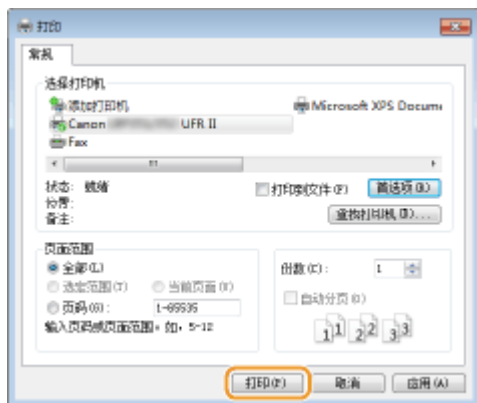 打印
常规
选择打印机
添加打印机
Microsoft XPS Docume
Canon UFR II
Fax
状态: 就绪
打印到文件(F)
首选项(R)
位置:
查找打印机(D)...
备注:
页面范围
全部(L)
份数(C): 1
选定范围(T) 当前页面(U)
自动分页(O)
页码(G): 1-65535
输入页码或页面范围。如，5-12
11 22 33
打印(P) 取消 应用(A)